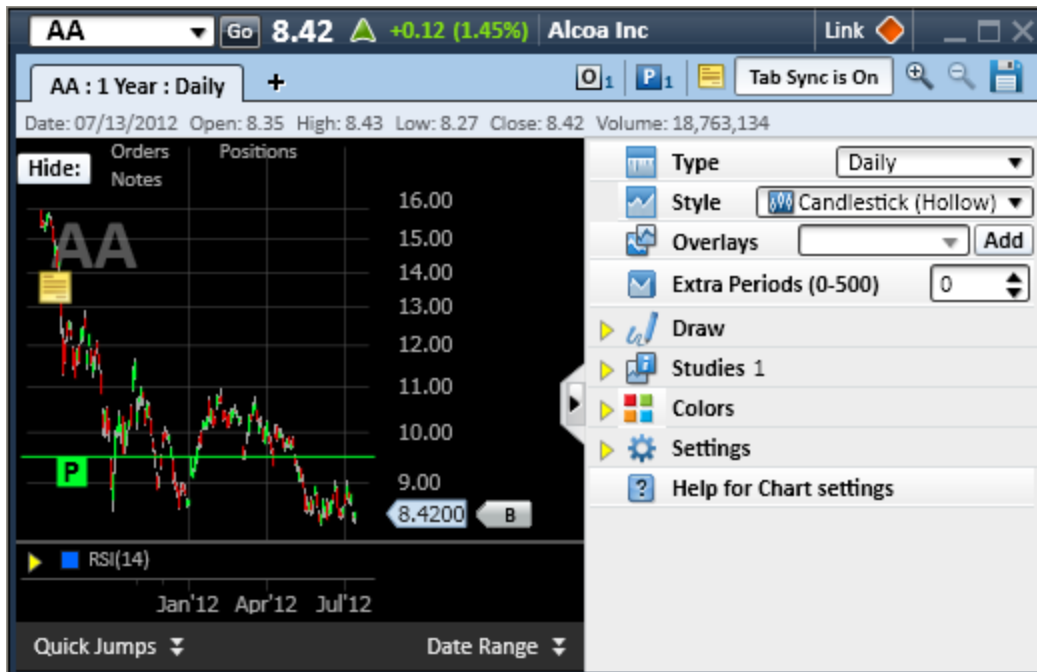 AA Go 8.42 +0.12 (1.45%) Alcoa Inc Link
AA : 1 Year : Daily + O1 P1 Tab Sync is On
Date: 07/13/2012 Open: 8.35 High: 8.43 Low: 8.27 Close: 8.42 Volume: 18,763,134
Hide: Orders Positions
Notes
AA
16.00
15.00
14.00
13.00
12.00
11.00
10.00
P
9.00
8.4200 B
RSI(14)
Jan'12 Apr'12 Jul'12
Quick Jumps Date Range
Type Daily
Style Candlestick (Hollow)
Overlays Add
Extra Periods (0-500) 0
Draw
Studies 1
Colors
Settings
? Help for Chart settings